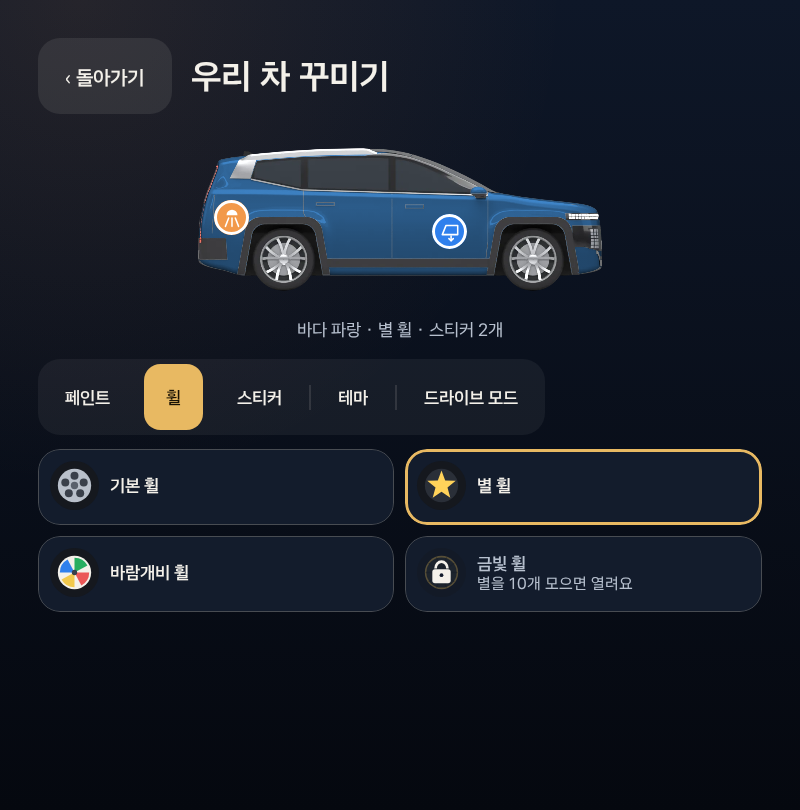 ‹ 돌아가기
우리 차 꾸미기
바다 파랑 · 별 휠 · 스티커 2개
페인트
휠
스티커
테마
드라이브 모드
기본 휠
별 휠
바람개비 휠
금빛 휠
별을 10개 모으면 열려요